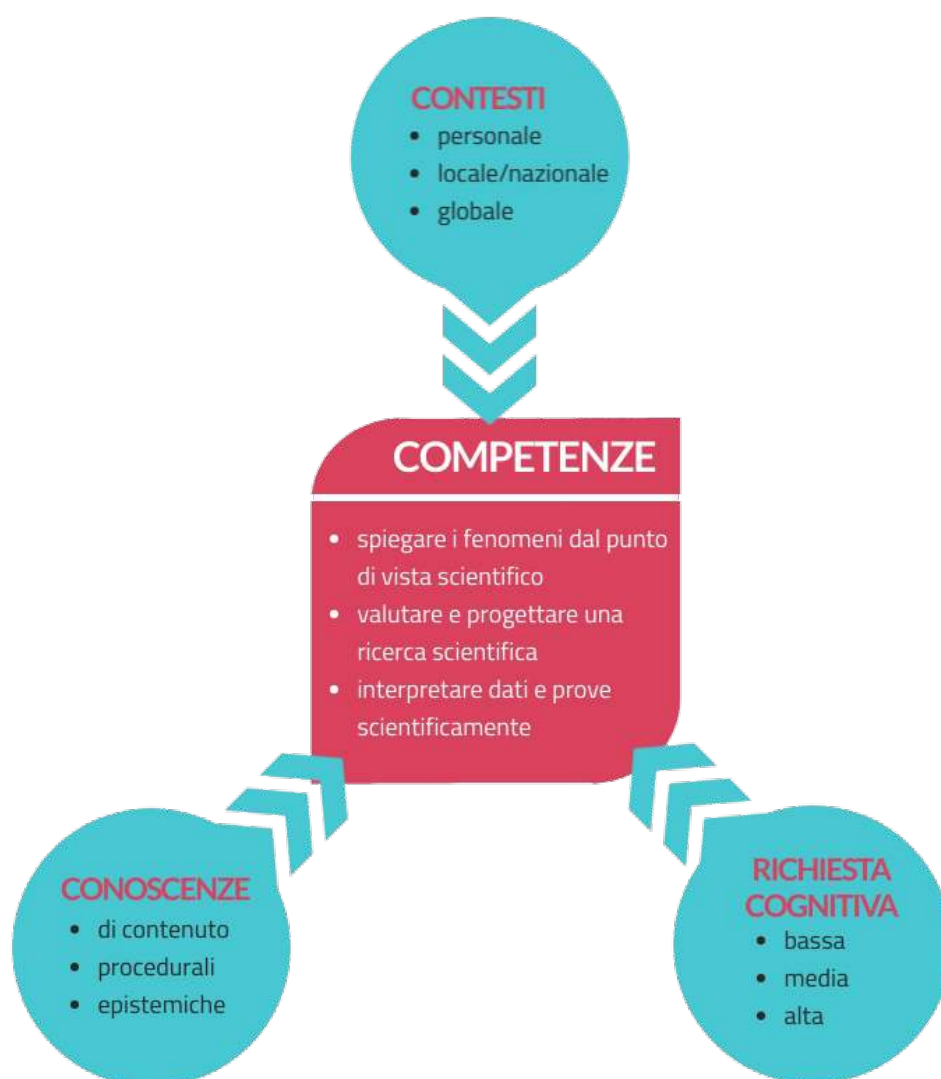 CONTESTI
• personale
• locale/nazionale
• globale
COMPETENZE
• spiegare i fenomeni dal punto
di vista scientifico
• valutare e progettare una
ricerca scientifica
• interpretare dati e prove
scientificamente
CONOSCENZE
• di contenuto
• procedurali
• epistemiche
RICHIESTA
COGNITIVA
• bassa
• media
• alta